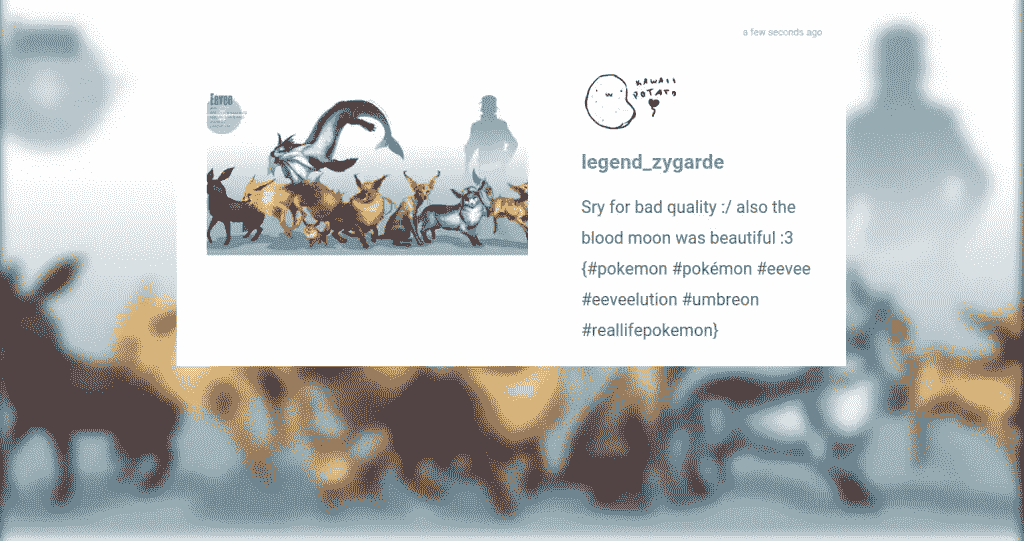 a few seconds ago
Eevee
KAWAII
POTATO
legend_zygarde
Sry for bad quality :/ also the
blood moon was beautiful :3
{#pokemon #pokémon #eevee
#eeveelution #umbreon
#reallifepokemon}